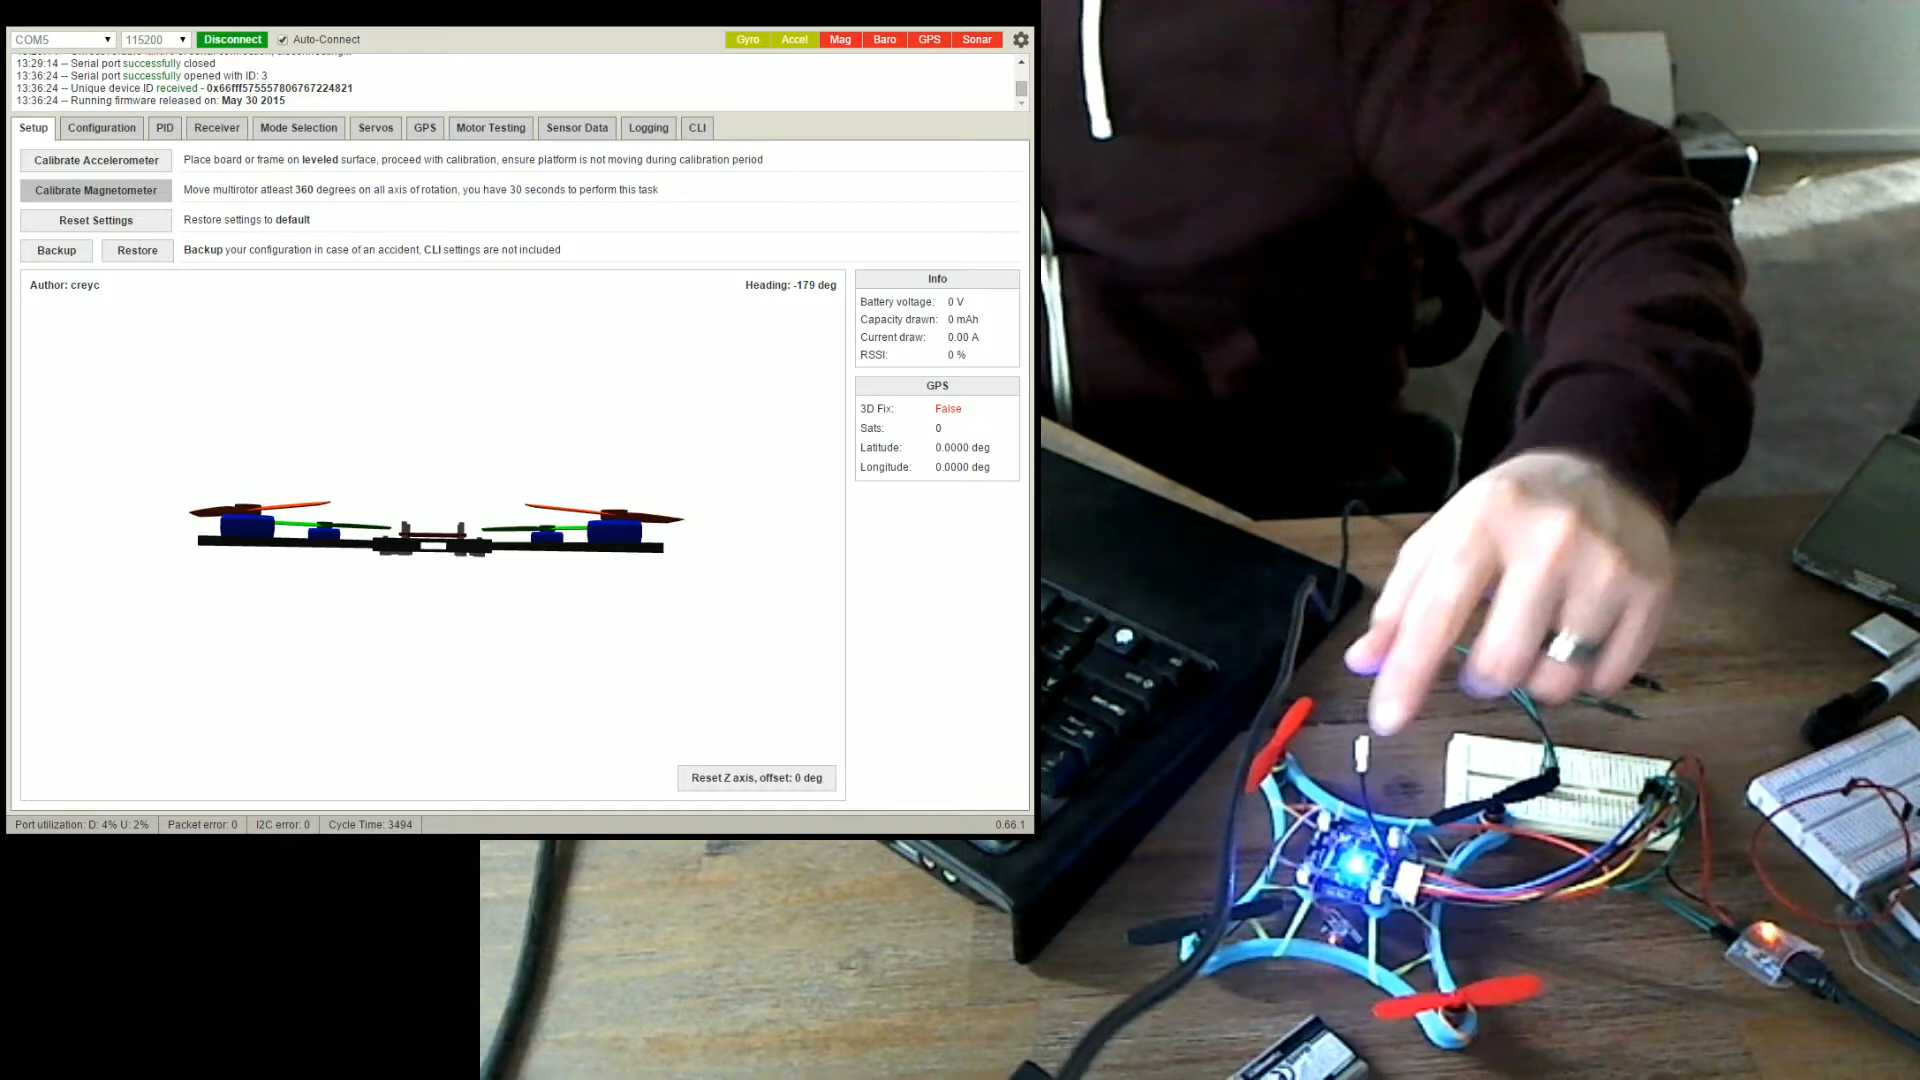 COM5 115200 Disconnect Auto-Connect Gyro Accel Mag Baro GPS Sonar
13:29:14 -- Serial port successfully closed
13:36:24 -- Serial port successfully opened with ID: 3
13:36:24 -- Unique device ID received - 0x66fff575557806767224821
13:36:24 -- Running firmware released on: May 30 2015
Setup Configuration PID Receiver Mode Selection Servos GPS Motor Testing Sensor Data Logging CLI
Calibrate Accelerometer Place board or frame on leveled surface, proceed with calibration, ensure platform is not moving during calibration period
Calibrate Magnetometer Move multirotor atleast 360 degrees on all axis of rotation, you have 30 seconds to perform this task
Reset Settings Restore settings to default
Backup Restore Backup your configuration in case of an accident, CLI settings are not included
Author: creyc Heading: -179 deg
Info
Battery voltage: 0 V
Capacity drawn: 0 mAh
Current draw: 0.00 A
RSSI: 0 %
GPS
3D Fix: False
Sats: 0
Latitude: 0.0000 deg
Longitude: 0.0000 deg
Reset Z axis, offset: 0 deg
Port utilization: D: 4% U: 2% Packet error: 0 I2C error: 0 Cycle Time: 3494 0.66.1